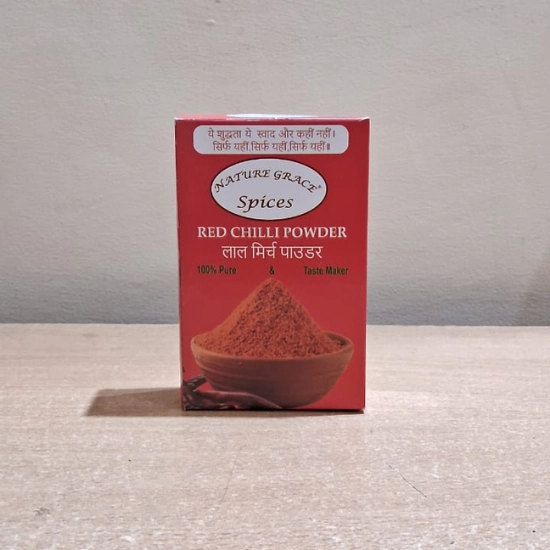 ये शुद्धता ये स्वाद और कहीं नहीं।
सिर्फ यहीं,सिर्फ यहीं,सिर्फ यहीं॥
NATURE GRACE®
Spices
RED CHILLI POWDER
लाल मिर्च पाउडर
100% Pure & Taste Maker